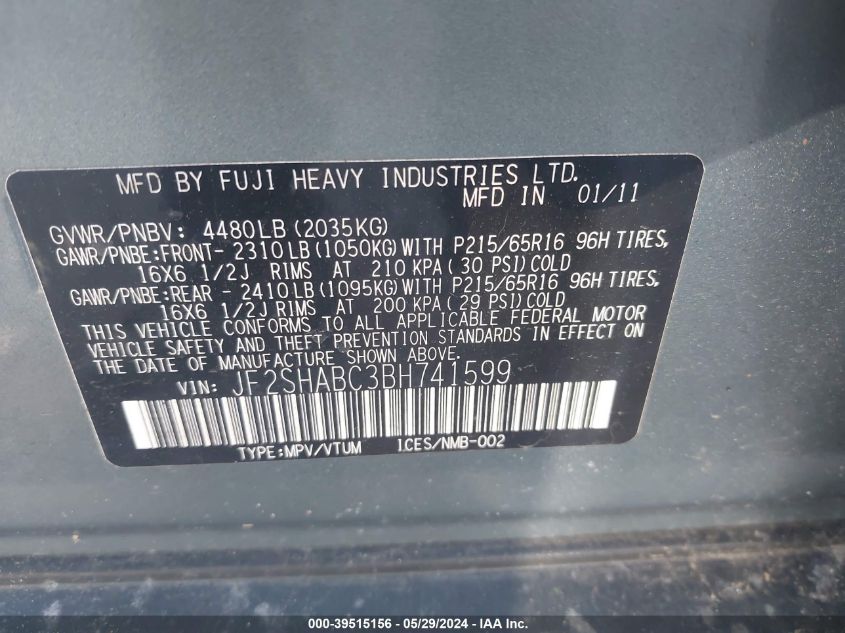 MFD BY FUJI HEAVY INDUSTRIES LTD.
MFD IN 01/11
GVWR/PNBV: 4480LB (2035KG)
GAWR/PNBE:FRONT- 2310LB (1050KG) WITH P215/65R16 96H TIRES,
16X6 1/2J RIMS AT 210 KPA ( 30 PSI) COLD
GAWR/PNBE:REAR - 2410LB (1095KG) WITH P215/65R16 96H TIRES,
16X6 1/2J RIMS AT 200 KPA ( 29 PSI) COLD
THIS VEHICLE CONFORMS TO ALL APPLICABLE FEDERAL MOTOR
VEHICLE SAFETY AND THEFT PREVENTION STANDARDS IN EFFECT ON
THE DATE OF MANUFACTURE SHOWN ABOVE.
VIN: JF2SHABC3BH741599
TYPE:MPV/VTUM ICES/NMB-002
000-39515156 - 05/29/2024 - IAA Inc.